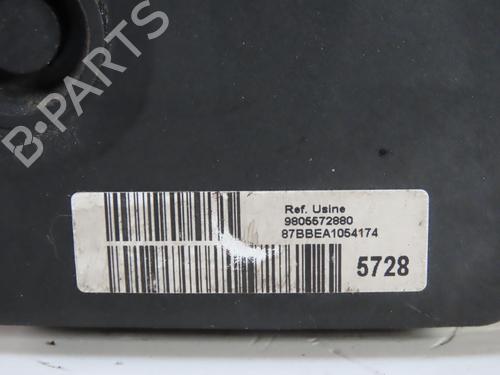 B-PARTS
Ref. Usine
9805572880
87BBEA1054174
5728